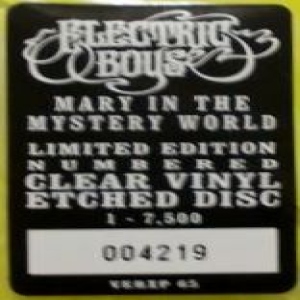 ELECTRIC
BOYS
MARY IN THE
MYSTERY WORLD
LIMITED EDITION
NUMBERED
CLEAR VINYL
ETCHED DISC
1 - 7,500
004219
VERXP 65